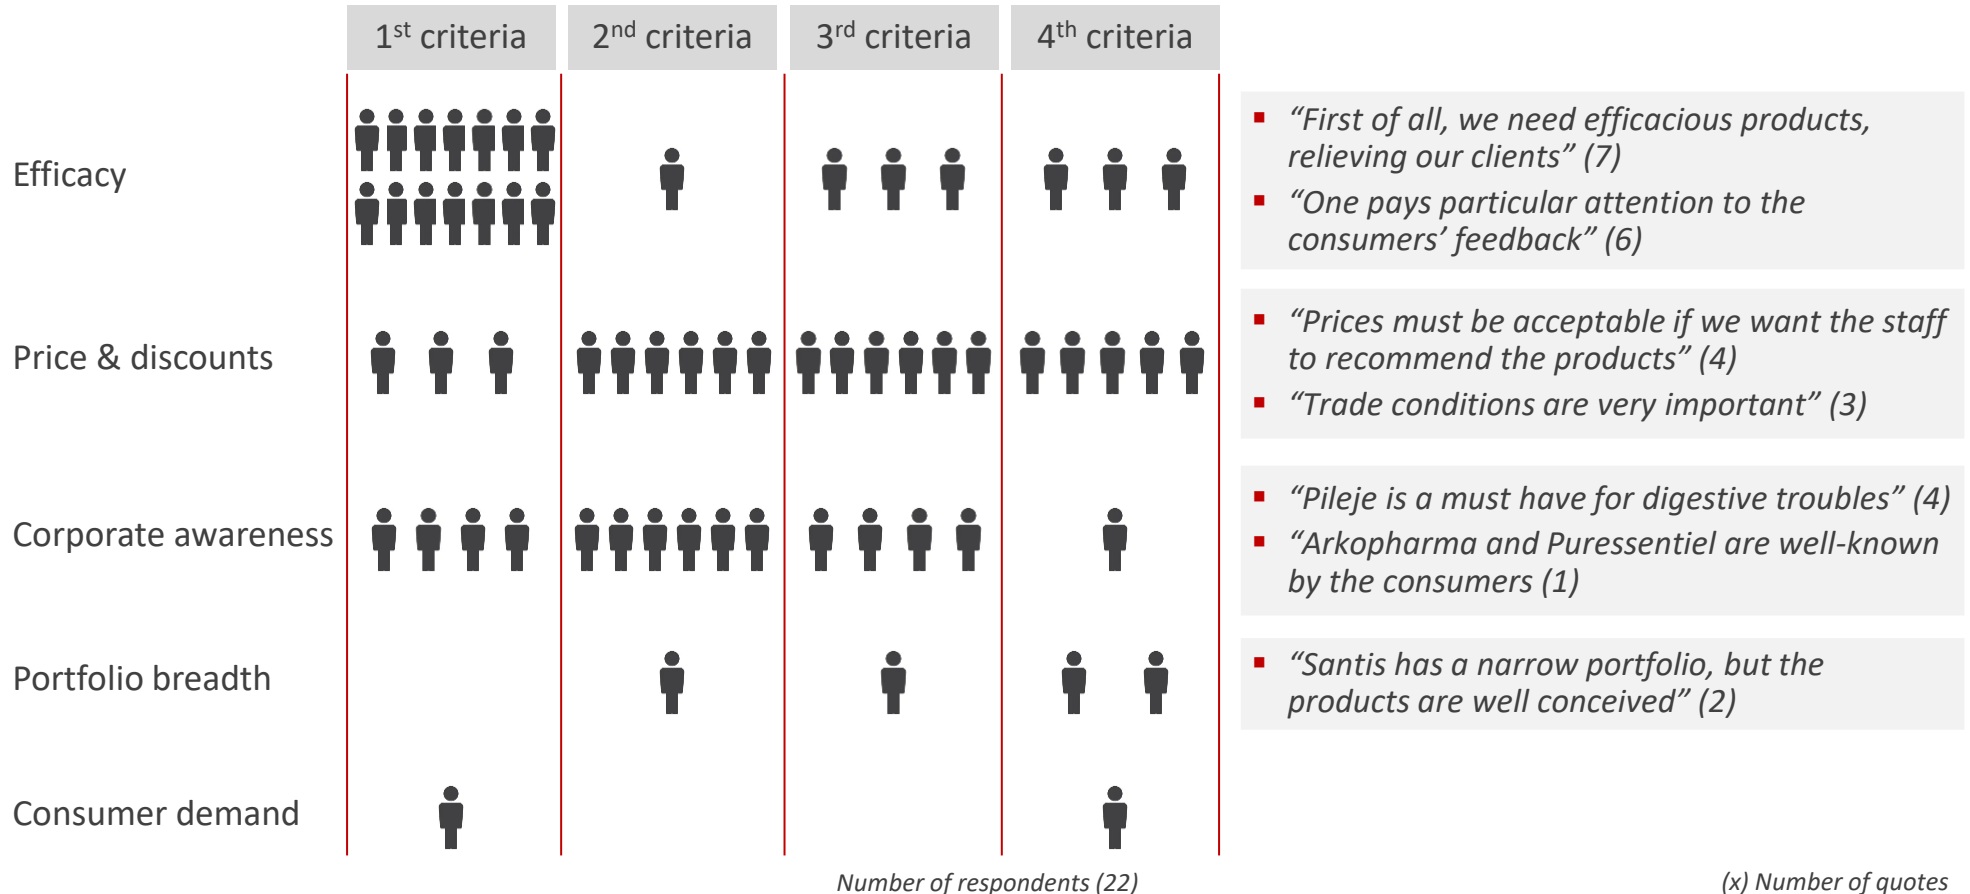 1st criteria
2nd criteria
3rd criteria
4th criteria
Efficacy
▪ “First of all, we need efficacious products,
relieving our clients” (7)
▪ “One pays particular attention to the
consumers’ feedback” (6)
Price & discounts
▪ “Prices must be acceptable if we want the staff
to recommend the products” (4)
▪ “Trade conditions are very important” (3)
Corporate awareness
▪ “Pileje is a must have for digestive troubles” (4)
▪ “Arkopharma and Puressentiel are well-known
by the consumers (1)
Portfolio breadth
▪ “Santis has a narrow portfolio, but the
products are well conceived” (2)
Consumer demand
Number of respondents (22)
(x) Number of quotes